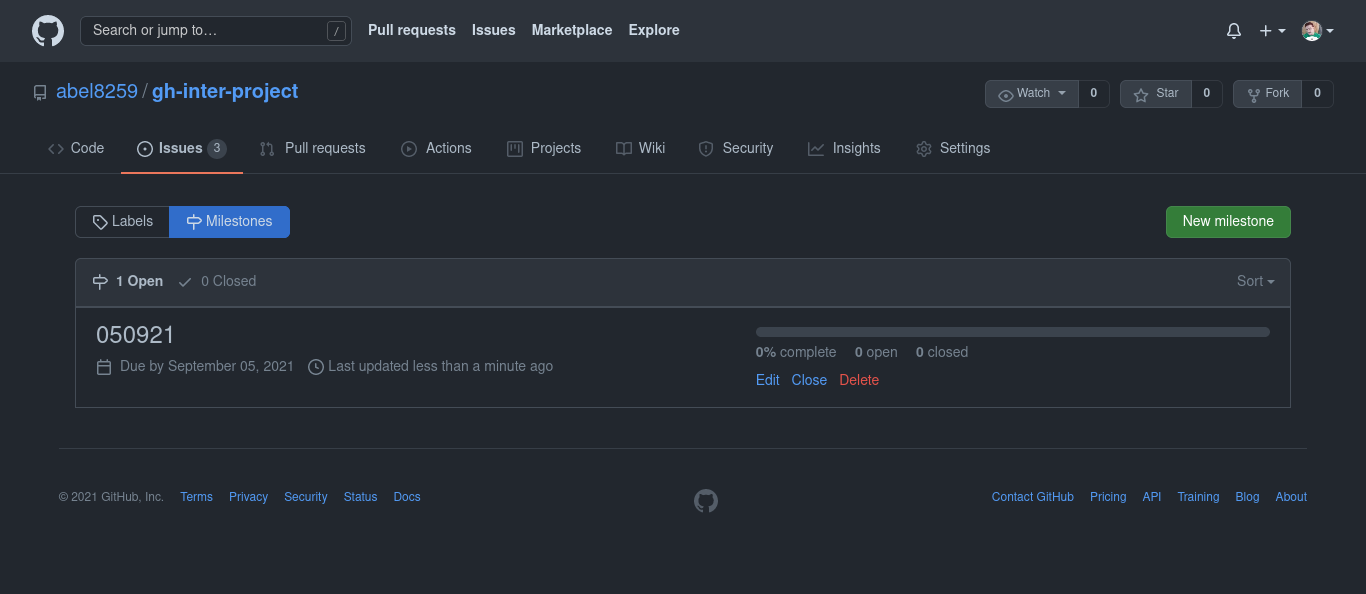 Search or jump to… /
Pull requests Issues Marketplace Explore
abel8259 / gh-inter-project
Watch 0 Star 0 Fork 0
Code Issues 3 Pull requests Actions Projects Wiki Security Insights Settings
Labels Milestones
New milestone
1 Open 0 Closed
Sort
050921
Due by September 05, 2021 Last updated less than a minute ago
0% complete 0 open 0 closed
Edit Close Delete
© 2021 GitHub, Inc. Terms Privacy Security Status Docs
Contact GitHub Pricing API Training Blog About